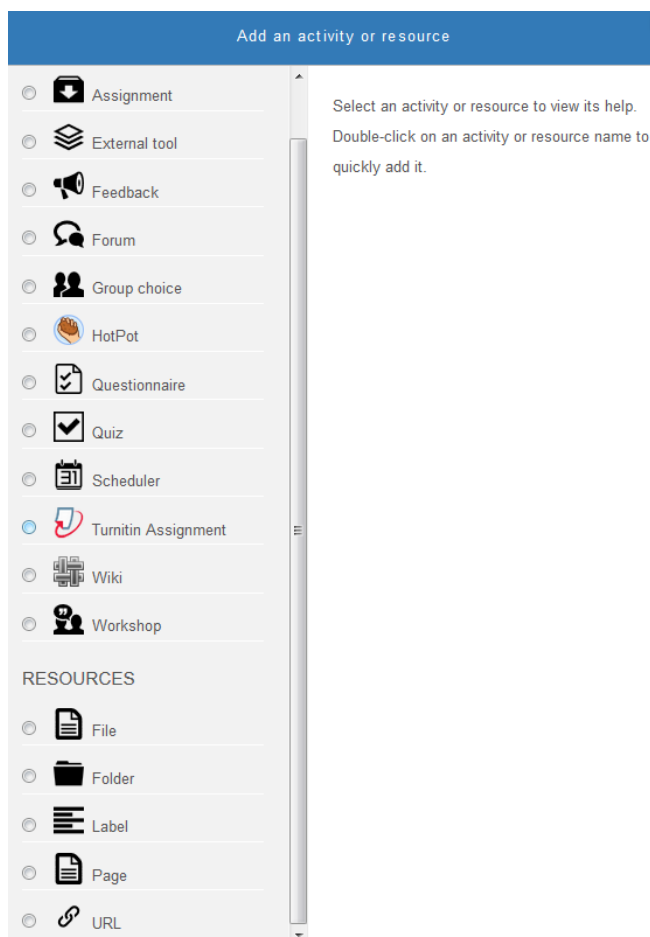 Add an activity or resource
Assignment
External tool
Feedback
Forum
Group choice
HotPot
Questionnaire
Quiz
31
Scheduler
Turnitin Assignment
Wiki
Workshop
RESOURCES
File
Folder
Label
Page
URL
Select an activity or resource to view its help.
Double-click on an activity or resource name to
quickly add it.